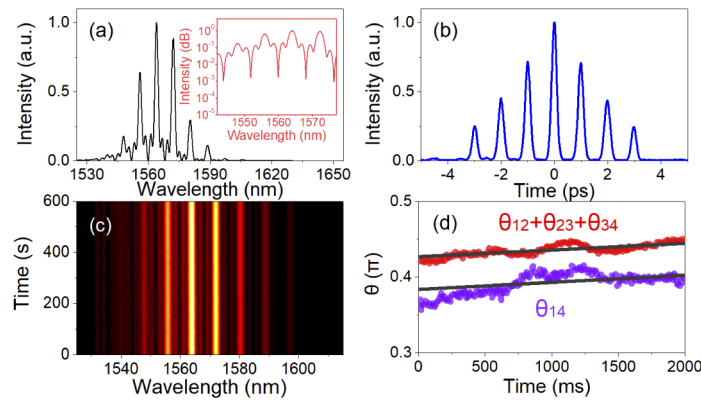 (a)
Intensity (a.u.)
1.0
0.5
0.0
1530 1560 1590 1620 1650
Wavelength (nm)
Intensity (dB)
10^1
10^0
10^-1
10^-2
10^-3
10^-4
10^-5
1550 1560 1570
Wavelength (nm)
(b)
Intensity (a.u.)
1.0
0.5
0.0
-4 -2 0 2 4
Time (ps)
(c)
Time (s)
600
400
200
0
1540 1560 1580 1600
Wavelength (nm)
(d)
θ (π)
0.5
0.4
0.3
θ12+θ23+θ34
θ14
0 500 1000 1500 2000
Time (ms)